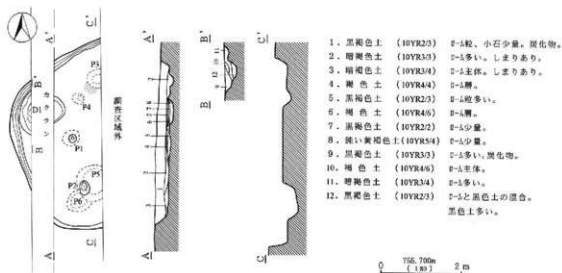 C'
A'
B'
C'
A'
P3
B'
D1
カクラン
P4
調査区域外
B
P1
P5
P2
P6
A
C
B
A
C
1. 黒褐色土 (10YR2/3) ローム粒、小石少量。炭化物。
2. 暗褐色土 (10YR3/3) ローム多い。しまりあり。
3. 暗褐色土 (10YR3/4) ローム主体。しまりあり。
4. 褐色土 (10YR4/4) ローム層。
5. 黒褐色土 (10YR2/3) ローム粒多い。
6. 褐色土 (10YR4/6) ローム層。
7. 黒褐色土 (10YR2/2) ローム少量。
8. 鈍い黄褐色土 (10YR5/4) ローム少量。
9. 黒褐色土 (10YR3/3) ローム多い、炭化物。
10. 褐色土 (10YR4/6) ローム主体。
11. 暗褐色土 (10YR3/4) ローム多い。
12. 黒褐色土 (10YR2/3) ロームと黒色土の混合。
黒色土多い。
755.700m
(1:80)
0 2m